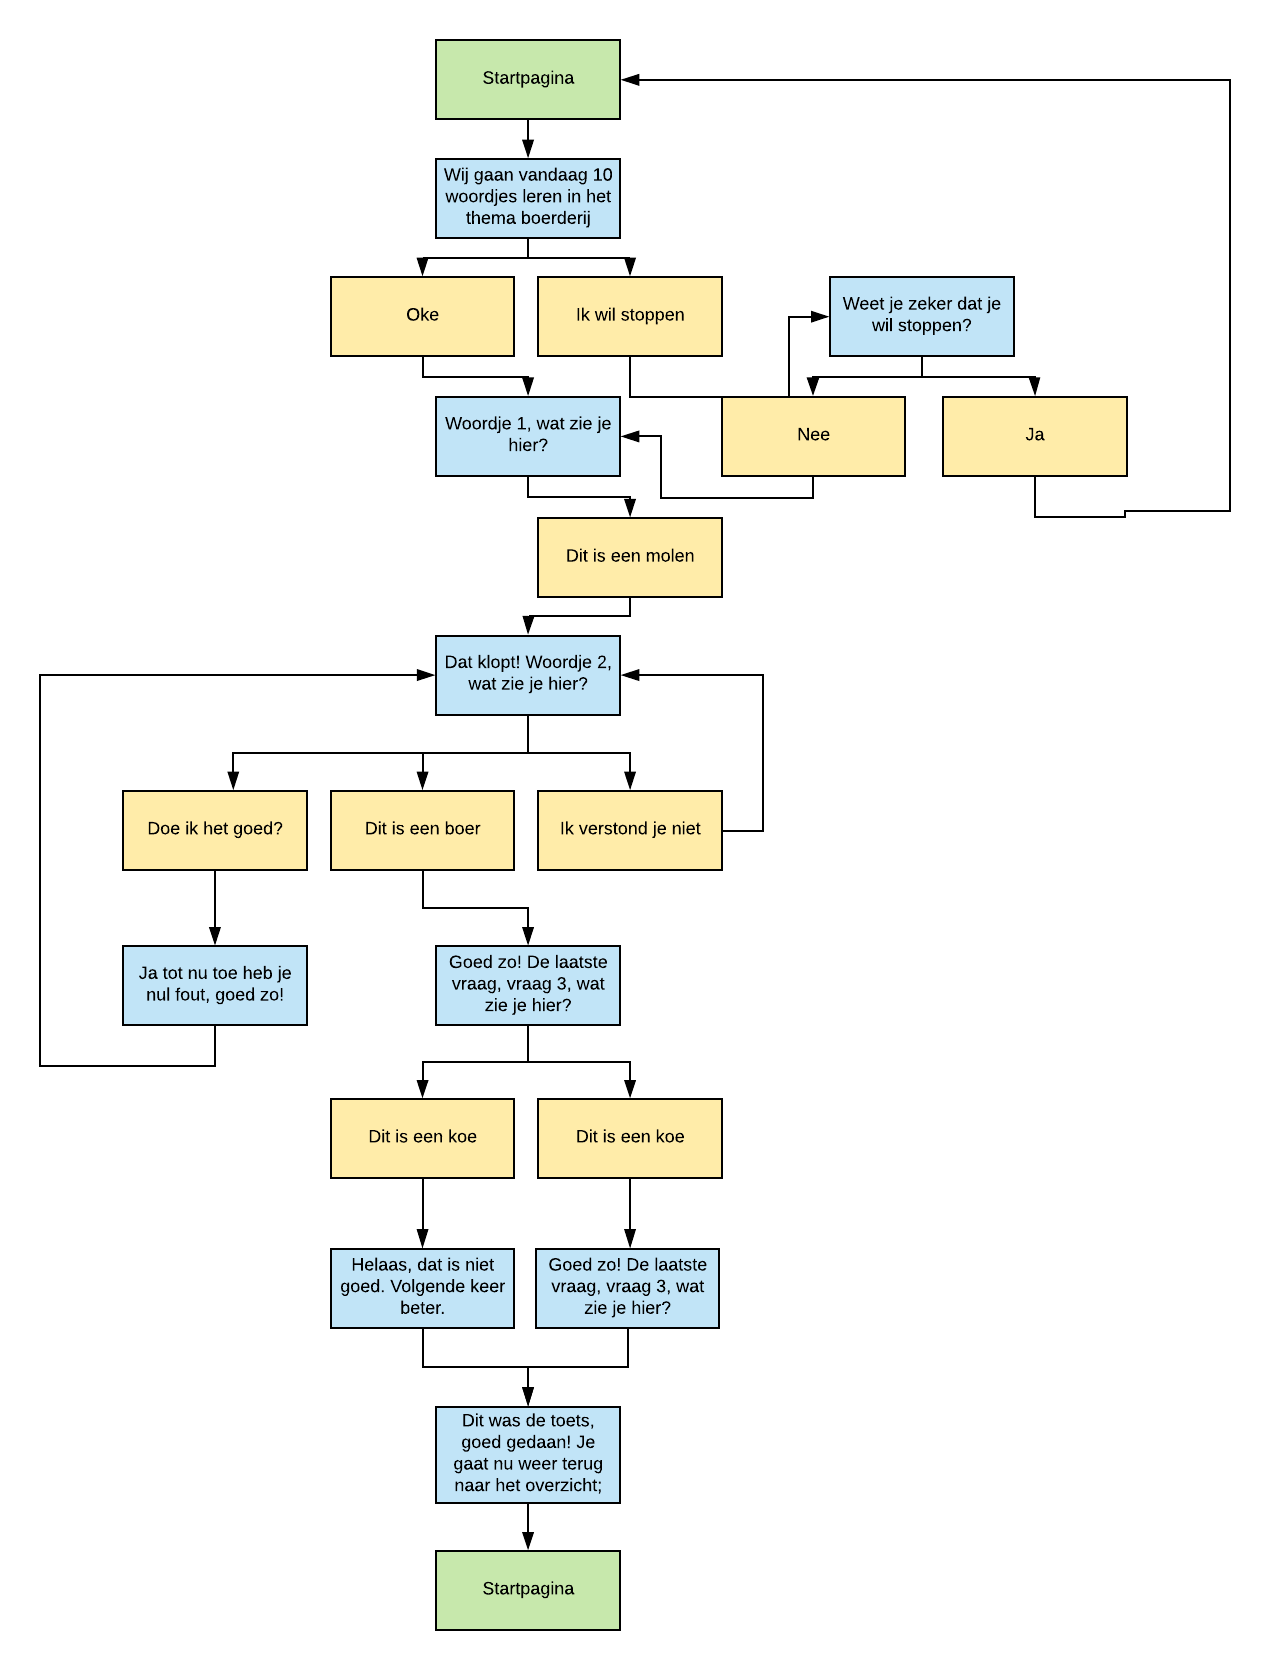 Startpagina
Wij gaan vandaag 10
woordjes leren in het
thema boerderij
Oke
Ik wil stoppen
Weet je zeker dat je
wil stoppen?
Woordje 1, wat zie je
hier?
Nee
Ja
Dit is een molen
Dat klopt! Woordje 2,
wat zie je hier?
Doe ik het goed?
Dit is een boer
Ik verstond je niet
Ja tot nu toe heb je
nul fout, goed zo!
Goed zo! De laatste
vraag, vraag 3, wat
zie je hier?
Dit is een koe
Dit is een koe
Helaas, dat is niet
goed. Volgende keer
beter.
Goed zo! De laatste
vraag, vraag 3, wat
zie je hier?
Dit was de toets,
goed gedaan! Je
gaat nu weer terug
naar het overzicht;
Startpagina